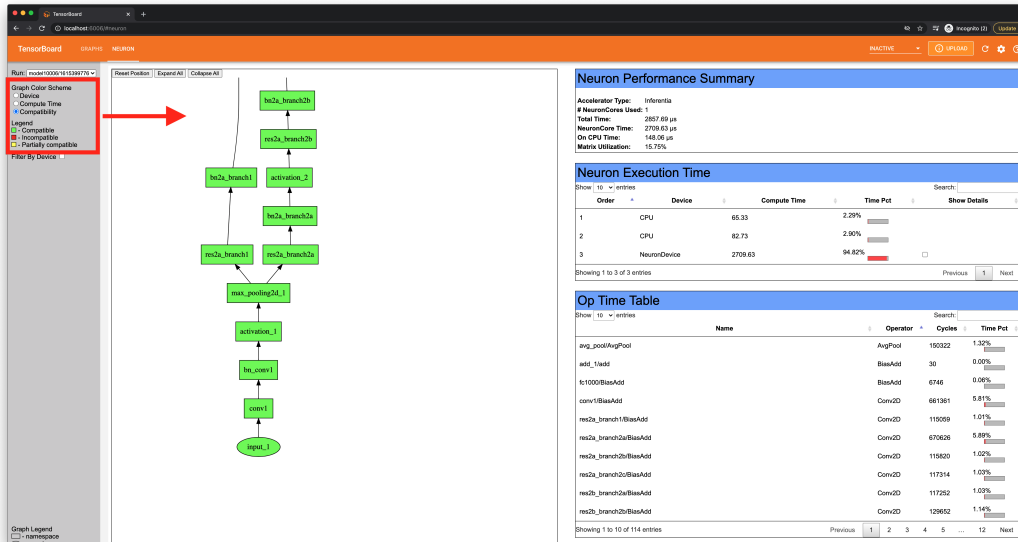 TensorBoard
localhost:6006/#neuron
Incognito (2)
Update
TensorBoard
GRAPHS
NEURON
INACTIVE
UPLOAD
Run: model10006/1615399776
Graph Color Scheme
Device
Compute Time
Compatibility
Legend
- Compatible
- Incompatible
- Partially compatible
Filter By Device
Graph Legend
- namespace
Reset Position
Expand All
Collapse All
bn2a_branch2b
res2a_branch2b
bn2a_branch1
activation_2
bn2a_branch2a
res2a_branch1
res2a_branch2a
max_pooling2d_1
activation_1
bn_conv1
conv1
input_1
Neuron Performance Summary
Accelerator Type: Inferentia
# NeuronCores Used: 1
Total Time: 2857.69 µs
NeuronCore Time: 2709.63 µs
On CPU Time: 148.06 µs
Matrix Utilization: 15.75%
Neuron Execution Time
Show 10 entries
Search:
Order Device Compute Time Time Pct Show Details
1 CPU 65.33 2.29%
2 CPU 82.73 2.90%
3 NeuronDevice 2709.63 94.82%
Showing 1 to 3 of 3 entries
Previous 1 Next
Op Time Table
Show 10 entries
Search:
Name Operator Cycles Time Pct
avg_pool/AvgPool AvgPool 150322 1.32%
add_1/add BiasAdd 30 0.00%
fc1000/BiasAdd BiasAdd 6746 0.06%
conv1/BiasAdd Conv2D 661361 5.81%
res2a_branch1/BiasAdd Conv2D 115059 1.01%
res2a_branch2a/BiasAdd Conv2D 670626 5.89%
res2a_branch2b/BiasAdd Conv2D 115820 1.02%
res2a_branch2c/BiasAdd Conv2D 117314 1.03%
res2b_branch2a/BiasAdd Conv2D 117252 1.03%
res2b_branch2b/BiasAdd Conv2D 129652 1.14%
Showing 1 to 10 of 114 entries
Previous 1 2 3 4 5 ... 12 Next